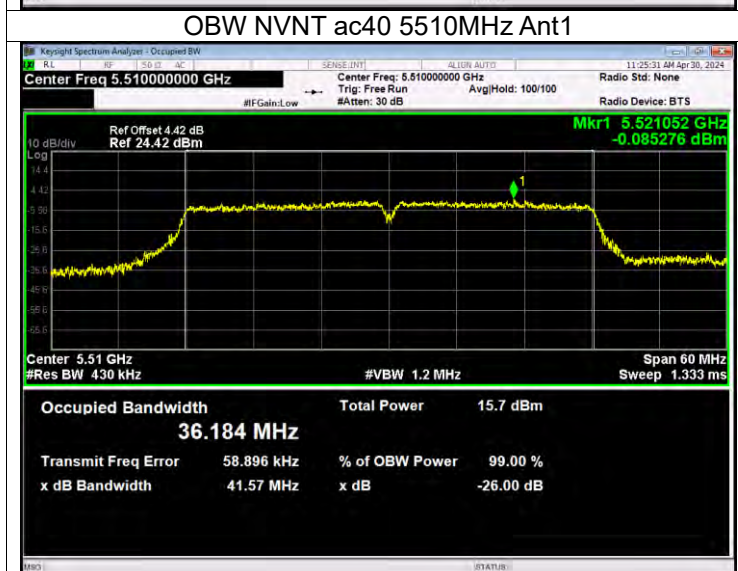 OBW NVNT ac40 5510MHz Ant1
Keysight Spectrum Analyzer - Occupied BW
RL RF 50 Ω AC SENSE:INT ALIGN AUTO 11:25:31 AM Apr 30, 2024
Center Freq 5.510000000 GHz Center Freq: 5.510000000 GHz Radio Std: None
Trig: Free Run Avg|Hold: 100/100
#IFGain:Low #Atten: 30 dB Radio Device: BTS
Mkr1 5.521052 GHz
Ref Offset 4.42 dB
10 dB/div Ref 24.42 dBm -0.085276 dBm
Log
14.4
1
4.42
-5.58
-15.6
-25.6
-35.6
-45.6
-55.6
-65.6
Center 5.51 GHz Span 60 MHz
#Res BW 430 kHz #VBW 1.2 MHz Sweep 1.333 ms
Occupied Bandwidth Total Power 15.7 dBm
36.184 MHz
Transmit Freq Error 58.896 kHz % of OBW Power 99.00 %
x dB Bandwidth 41.57 MHz x dB -26.00 dB
MSG STATUS